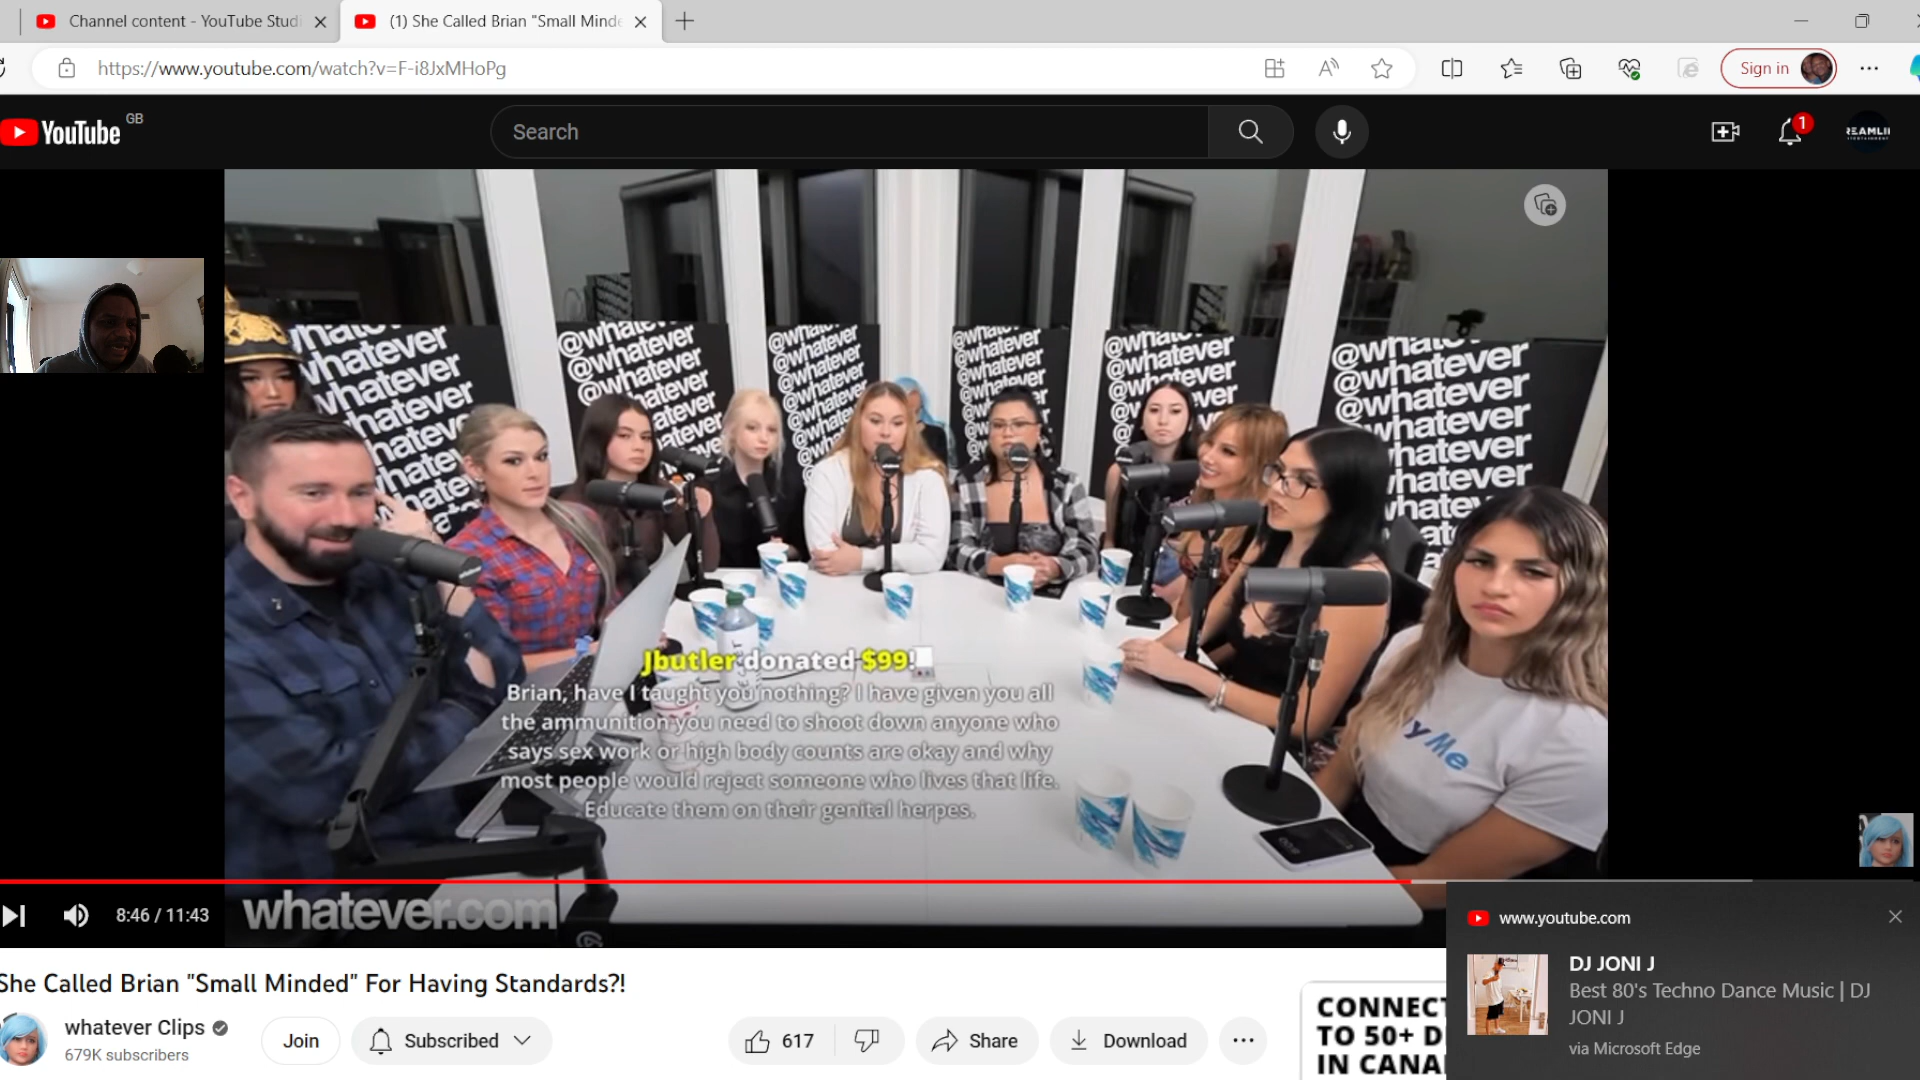 Channel content - YouTube Studi
(1) She Called Brian "Small Minde
https://www.youtube.com/watch?v=F-i8JxMHoPg
Sign in
YouTube GB
Search
1
@whatever
@whatever
@whatever
@whatever
@whatever
@whatever
Jbutler donated $99!
Brian, have I taught you nothing? I have given you all
the ammunition you need to shoot down anyone who
says sex work or high body counts are okay and why
most people would reject someone who lives that life.
Educate them on their genital herpes.
y Me
8:46 / 11:43
whatever.com
www.youtube.com
DJ JONI J
Best 80's Techno Dance Music | DJ
JONI J
via Microsoft Edge
She Called Brian "Small Minded" For Having Standards?!
whatever Clips
679K subscribers
Join
Subscribed
617
Share
Download
CONNECT
TO 50+ D
IN CANA